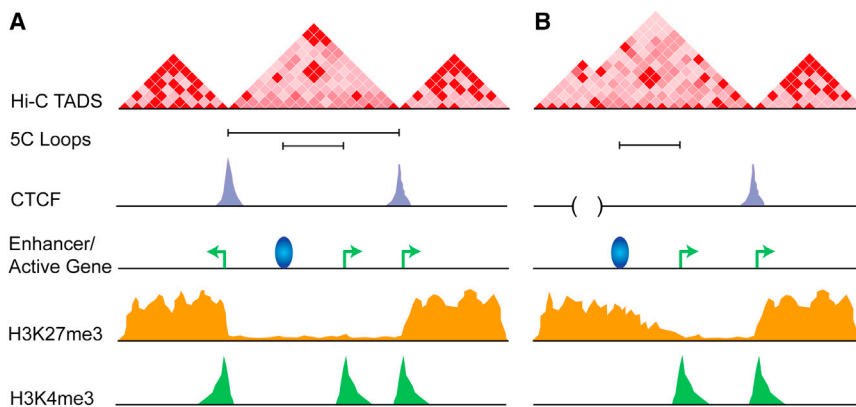 A
B
Hi-C TADS
5C Loops
CTCF
( )
Enhancer/
Active Gene
H3K27me3
H3K4me3